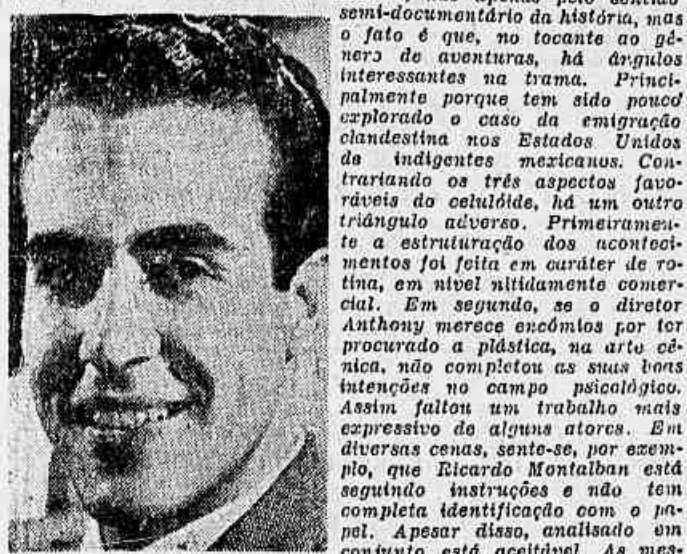 semi-documentário da história, mas
o fato é que, no tocante ao gê-
nero de aventuras, há ângulos
interessantes na trama. Princi-
palmente porque tem sido pouco
explorado o caso da emigração
clandestina nos Estados Unidos
de indigentes mexicanos. Con-
trariando os três aspectos favo-
ráveis do celulóide, há um outro
triângulo adverso. Primeiramen-
te a estruturação dos aconteci-
mentos foi feita em caráter de ro-
tina, em nível nitidamente comer-
cial. Em segundo, se o diretor
Anthony merece encômios por ter
procurado a plástica, na arte cê-
nica, não completou as suas boas
intenções no campo psicológico.
Assim faltou um trabalho mais
expressivo de alguns atores. Em
diversas cenas, sente-se, por exem-
plo, que Ricardo Montalban está
seguindo instruções e não tem
completa identificação com o pa-
pel. Apesar disso, analisado em
conjunto está aceitável. Ao mes-